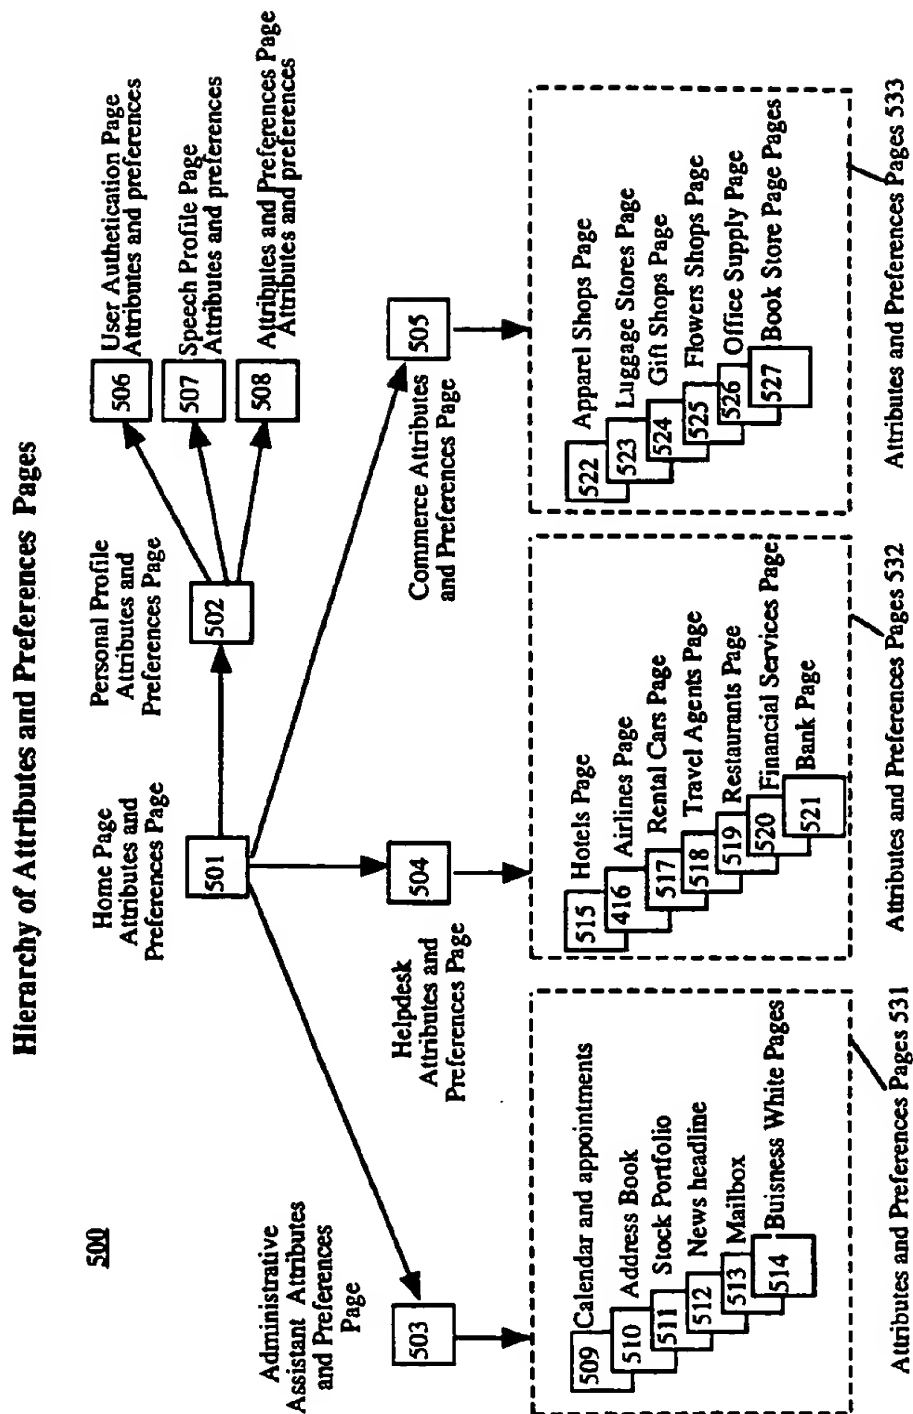 Hierarchy of Attributes and Preferences Pages
500
Home Page
Attributes and
Preferences Page
501
Personal Profile
Attributes and
Preferences Page
502
506
User Authetication Page
Attributes and preferences
507
Speech Profile Page
Attributes and preferences
508
Attributes and Preferences Page
Attributes and preferences
Administrative
Assistant Attributes
and Preferences
Page
503
Helpdesk
Attributes and
Preferences Page
504
Commerce Attributes
and Preferences Page
505
509 Calendar and appointments
510 Address Book
511 Stock Portfolio
512 News headline
513 Mailbox
514 Buisness White Pages
Attributes and Preferences Pages 531
515 Hotels Page
416 Airlines Page
517 Rental Cars Page
518 Travel Agents Page
519 Restaurants Page
520 Financial Services Page
521 Bank Page
Attributes and Preferences Pages 532
522 Apparel Shops Page
523 Luggage Stores Page
524 Gift Shops Page
525 Flowers Shops Page
526 Office Supply Page
527 Book Store Page Pages
Attributes and Preferences Pages 533